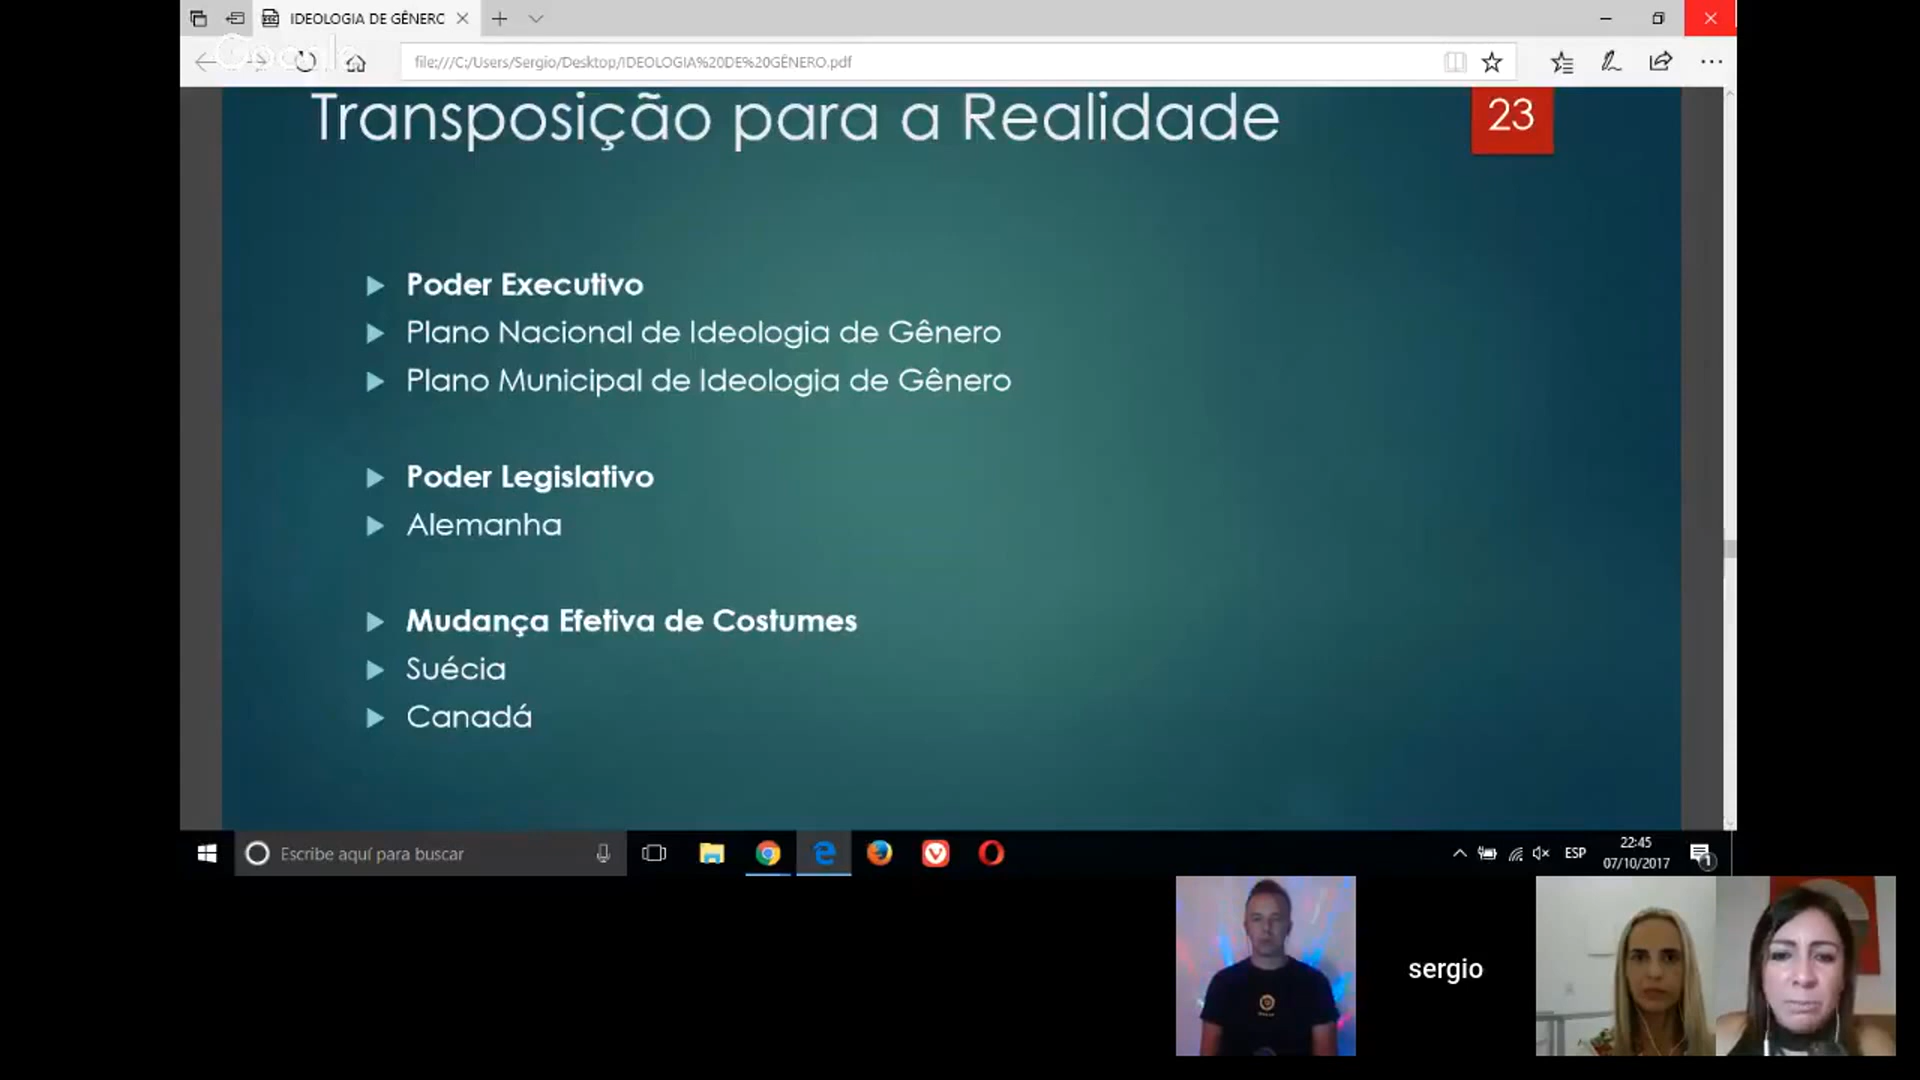 IDEOLOGIA DE GÊNERC
Google
file:///C:/Users/Sergio/Desktop/IDEOLOGIA%20DE%20GÊNERO.pdf
Transposição para a Realidade
23
Poder Executivo
Plano Nacional de Ideologia de Gênero
Plano Municipal de Ideologia de Gênero
Poder Legislativo
Alemanha
Mudança Efetiva de Costumes
Suécia
Canadá
Escribe aquí para buscar
ESP
22:45
07/10/2017
1
sergio